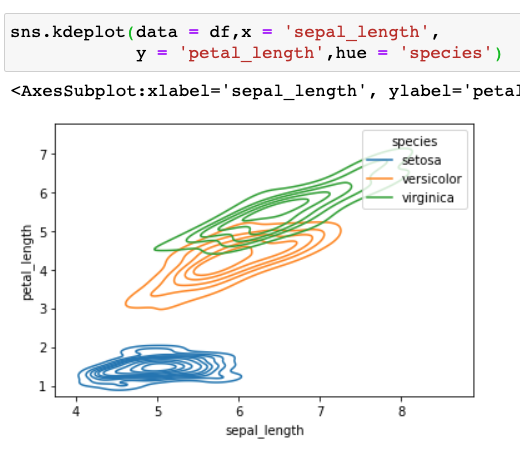 sns.kdeplot(data = df,x = 'sepal_length',
y = 'petal_length',hue = 'species')
<AxesSubplot:xlabel='sepal_length', ylabel='petal
species
setosa
versicolor
virginica
7
6
5
4
3
2
1
petal_length
4 5 6 7 8
sepal_length